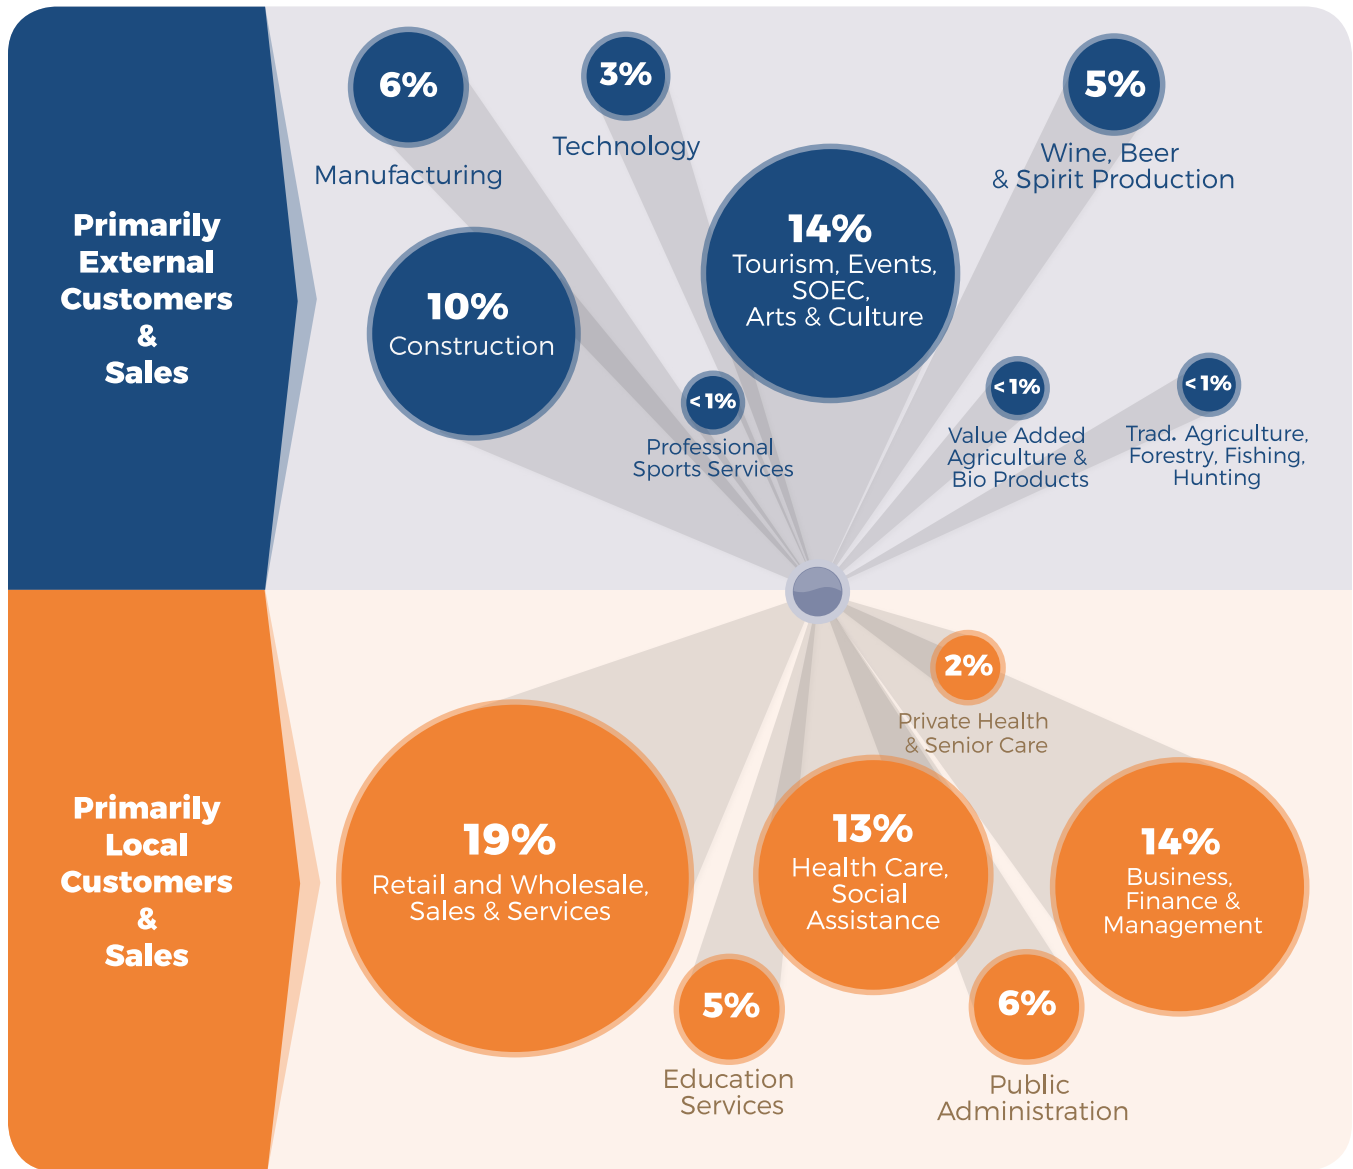 Primarily
External
Customers
&
Sales
6%
Manufacturing
3%
Technology
5%
Wine, Beer
& Spirit Production
14%
Tourism, Events,
SOEC,
Arts & Culture
10%
Construction
<1%
Professional
Sports Services
<1%
Value Added
Agriculture &
Bio Products
<1%
Trad. Agriculture,
Forestry, Fishing,
Hunting
Primarily
Local
Customers
&
Sales
2%
Private Health
& Senior Care
19%
Retail and Wholesale,
Sales & Services
13%
Health Care,
Social
Assistance
14%
Business,
Finance &
Management
5%
Education
Services
6%
Public
Administration